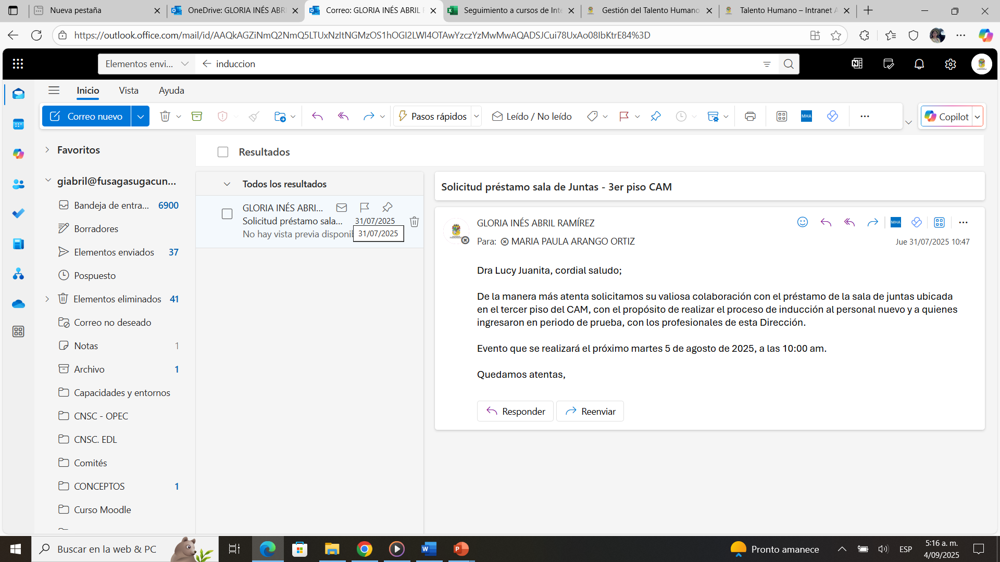 Nueva pestaña
OneDrive: GLORIA INÉS ABRI
Correo: GLORIA INÉS ABRIL
Seguimiento a cursos de Inte
Gestión del Talento Humano
Talento Humano – Intranet A
https://outlook.office.com/mail/id/AAQkAGZiNmQ2NmQ5LTUxNzItNGMzOS1hOGI2LWI4OTAwYzczYzMwMwAQADSJCui78UxAo08IbKtrE84%3D
Elementos envi...
induccion
Inicio
Vista
Ayuda
Correo nuevo
Pasos rápidos
Leído / No leído
MHA
Copilot
Favoritos
giabril@fusagasugacun...
Bandeja de entra... 6900
Borradores
Elementos enviados 37
Pospuesto
Elementos eliminados 41
Correo no deseado
Notas 1
Archivo 1
Capacidades y entornos
CNSC - OPEC
CNSC. EDL
Comités
CONCEPTOS 1
Curso Moodle
Resultados
Todos los resultados
GLORIA INÉS ABRI...
Solicitud préstamo sala... 31/07/2025
No hay vista previa disponib
31/07/2025
Solicitud préstamo sala de Juntas - 3er piso CAM
GLORIA INÉS ABRIL RAMÍREZ
MHA
Para: MARIA PAULA ARANGO ORTIZ
Jue 31/07/2025 10:47
Dra Lucy Juanita, cordial saludo;
De la manera más atenta solicitamos su valiosa colaboración con el préstamo de la sala de juntas ubicada
en el tercer piso del CAM, con el propósito de realizar el proceso de inducción al personal nuevo y a quienes
ingresaron en periodo de prueba, con los profesionales de esta Dirección.
Evento que se realizará el próximo martes 5 de agosto de 2025, a las 10:00 am.
Quedamos atentas,
Responder
Reenviar
Buscar en la web & PC
Pronto amanece
ESP
5:16 a. m.
4/09/2025